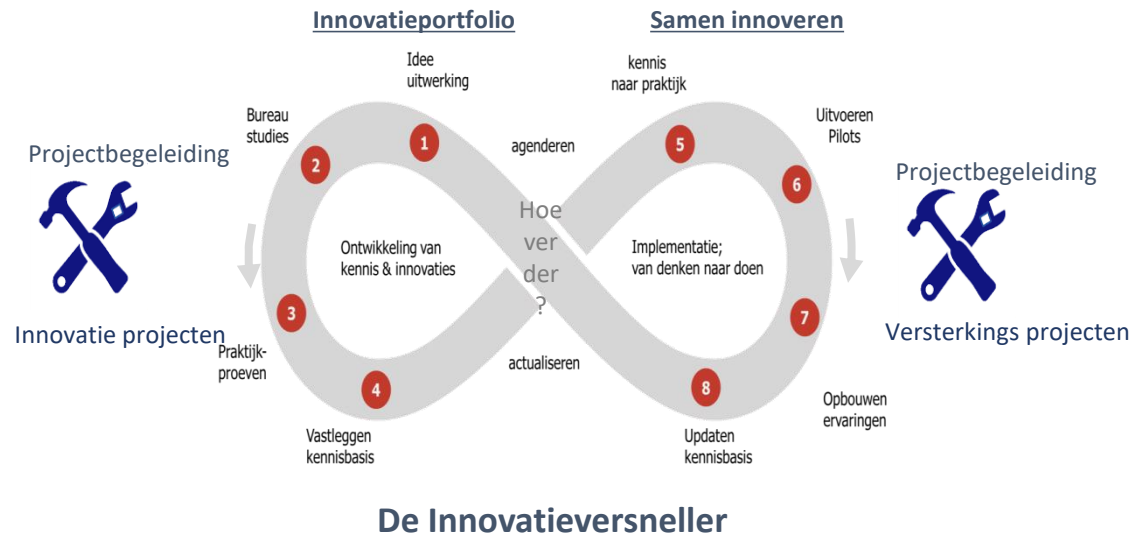 Innovatieportfolio
Samen innoveren
Idee
uitwerking
kennis
naar praktijk
Bureau
studies
Uitvoeren
Pilots
1
agenderen
5
2
6
Projectbegeleiding
Projectbegeleiding
Hoe
ver
der
?
Ontwikkeling van
kennis & innovaties
Implementatie;
van denken naar doen
3
7
Innovatie projecten
Versterkings projecten
Praktijk-
proeven
actualiseren
4
8
Opbouwen
ervaringen
Vastleggen
kennisbasis
Updaten
kennisbasis
De Innovatieversneller